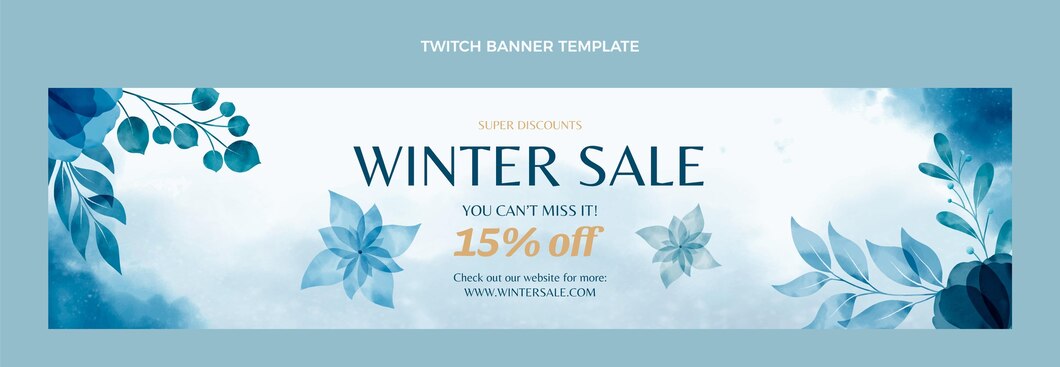 TWITCH BANNER TEMPLATE
SUPER DISCOUNTS
WINTER SALE
YOU CAN'T MISS IT!
15% off
Check out our website for more:
WWW.WINTERSALE.COM